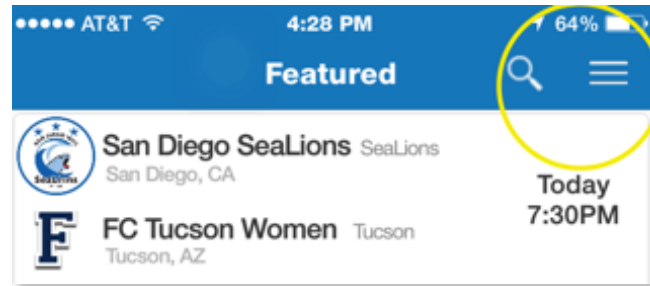 AT&T 4:28 PM 64%
Featured
San Diego SeaLions SeaLions
San Diego, CA
Today
7:30PM
F
FC Tucson Women Tucson
Tucson, AZ